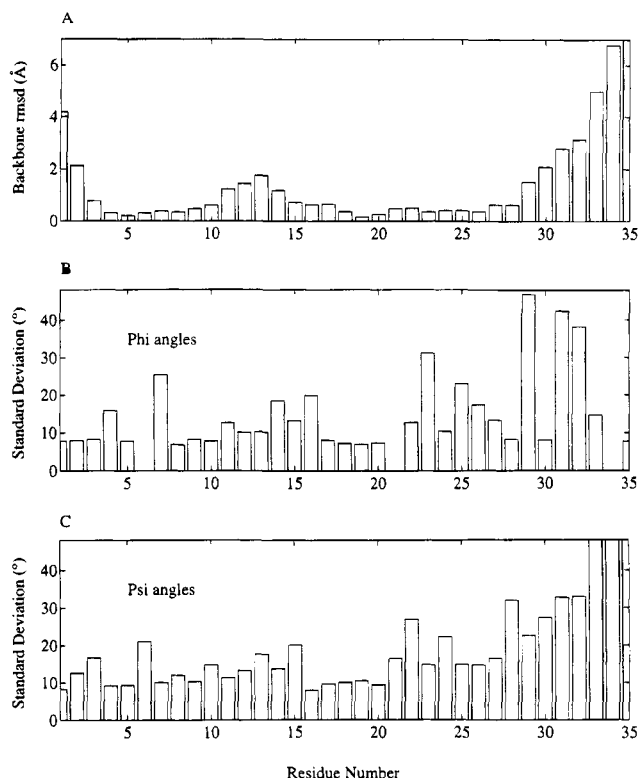 A
Backbone rmsd (Å)
6
4
2
0
5 10 15 20 25 30 35
B
Phi angles
Standard Deviation (°)
40
30
20
10
0
5 10 15 20 25 30 35
C
Psi angles
Standard Deviation (°)
40
30
20
10
0
5 10 15 20 25 30 35
Residue Number